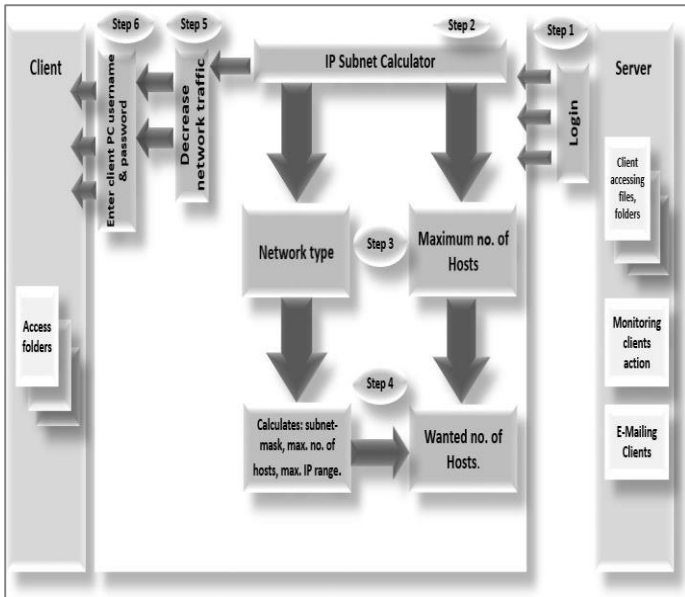 Step 6
Step 5
Step 2
Step 1
Client
Enter client PC username
& password
Decrease
network traffic
IP Subnet Calculator
Login
Server
Client
accessing
files,
folders
Network type
Step 3
Maximum no. of
Hosts
Access
folders
Monitoring
clients
action
Step 4
Calculates: subnet-
mask, max. no. of
hosts, max. IP range.
Wanted no. of
Hosts.
E-Mailing
Clients